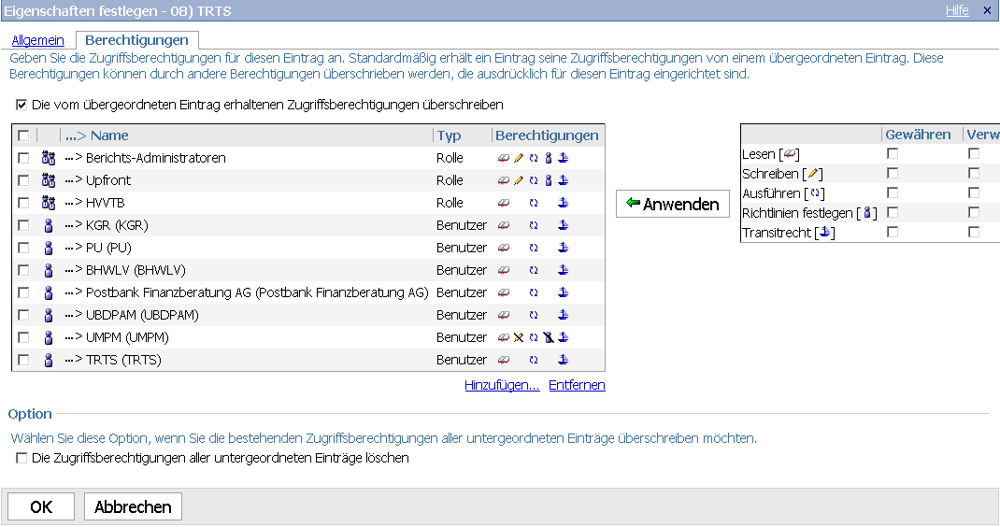 Eigenschaften festlegen - 08) TRTS Hilfe ×
Allgemein Berechtigungen
Geben Sie die Zugriffsberechtigungen für diesen Eintrag an. Standardmäßig erhält ein Eintrag seine Zugriffsberechtigungen von einem übergeordneten Eintrag. Diese
Berechtigungen können durch andere Berechtigungen überschrieben werden, die ausdrücklich für diesen Eintrag eingerichtet sind.
Die vom übergeordneten Eintrag erhaltenen Zugriffsberechtigungen überschreiben
...> Name Typ Berechtigungen
...> Berichts-Administratoren Rolle
...> Upfront Rolle
...> HVVTB Rolle
...> KGR (KGR) Benutzer
...> PU (PU) Benutzer
...> BHWLV (BHWLV) Benutzer
...> Postbank Finanzberatung AG (Postbank Finanzberatung AG) Benutzer
...> UBDPAM (UBDPAM) Benutzer
...> UMPM (UMPM) Benutzer
...> TRTS (TRTS) Benutzer
Hinzufügen... Entfernen
Anwenden
Gewähren Verw
Lesen [ ]
Schreiben [ ]
Ausführen [ ]
Richtlinien festlegen [ ]
Transitrecht [ ]
Option
Wählen Sie diese Option, wenn Sie die bestehenden Zugriffsberechtigungen aller untergeordneten Einträge überschreiben möchten.
Die Zugriffsberechtigungen aller untergeordneten Einträge löschen
OK Abbrechen